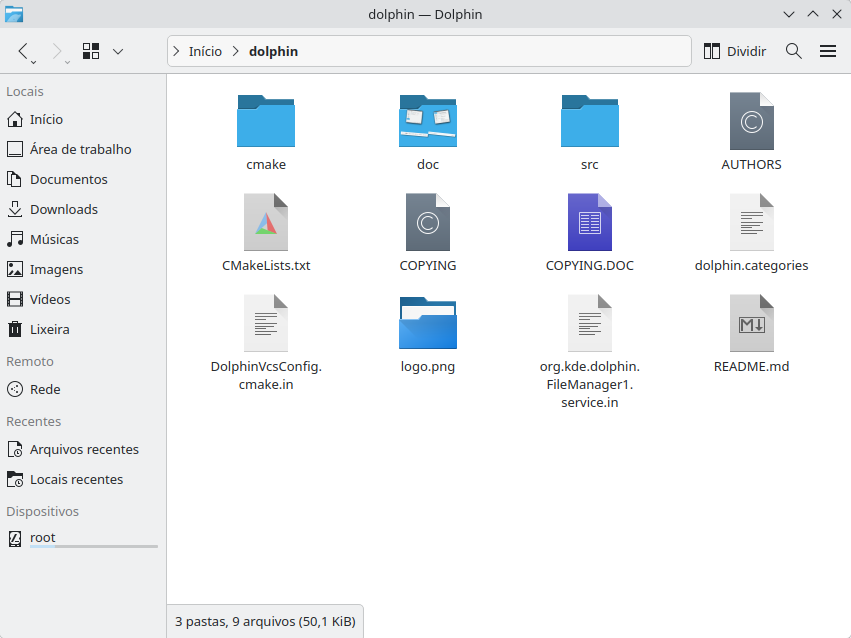 dolphin — Dolphin
Início
dolphin
Dividir
Locais
Início
Área de trabalho
Documentos
Downloads
Músicas
Imagens
Vídeos
Lixeira
Remoto
Rede
Recentes
Arquivos recentes
Locais recentes
Dispositivos
root
cmake
doc
src
AUTHORS
CMakeLists.txt
COPYING
COPYING.DOC
dolphin.categories
DolphinVcsConfig.
cmake.in
logo.png
org.kde.dolphin.
FileManager1.
service.in
README.md
3 pastas, 9 arquivos (50,1 KiB)